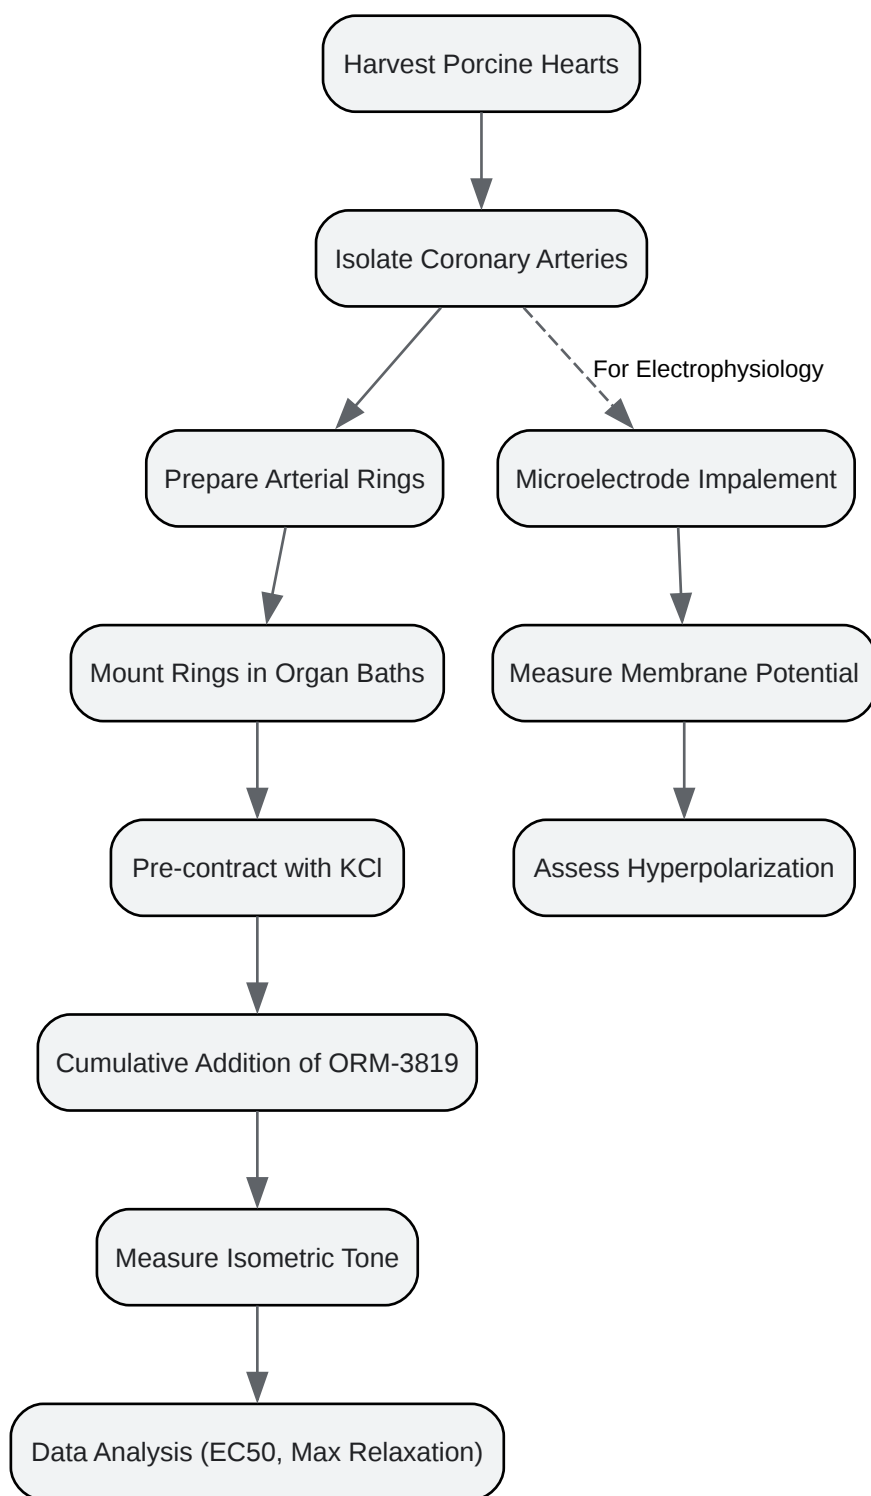 Harvest Porcine Hearts
Isolate Coronary Arteries
For Electrophysiology
Prepare Arterial Rings
Microelectrode Impalement
Mount Rings in Organ Baths
Measure Membrane Potential
Pre-contract with KCl
Assess Hyperpolarization
Cumulative Addition of ORM-3819
Measure Isometric Tone
Data Analysis (EC50, Max Relaxation)